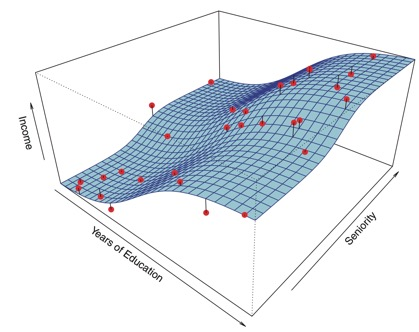 Income
Years of Education
Seniority